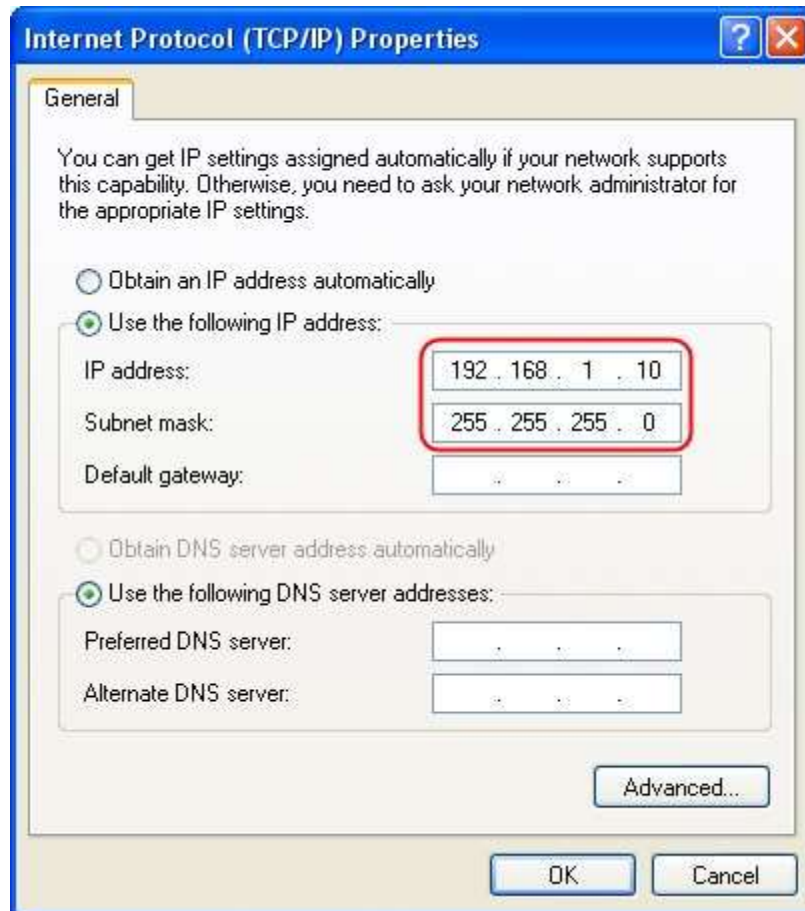 Internet Protocol (TCP/IP) Properties
General
You can get IP settings assigned automatically if your network supports
this capability. Otherwise, you need to ask your network administrator for
the appropriate IP settings.
Obtain an IP address automatically
Use the following IP address:
IP address: 192 . 168 . 1 . 10
Subnet mask: 255 . 255 . 255 . 0
Default gateway: . . .
Obtain DNS server address automatically
Use the following DNS server addresses:
Preferred DNS server: . . .
Alternate DNS server: . . .
Advanced...
OK Cancel